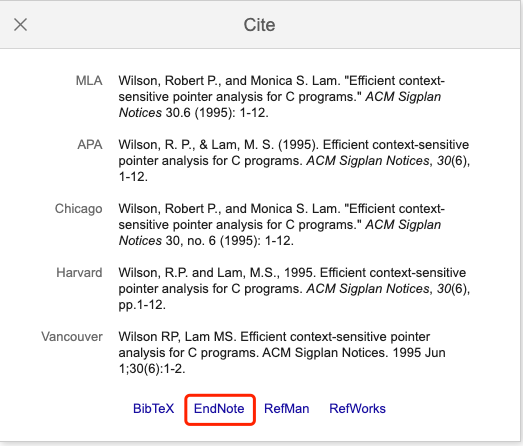 Cite
MLA Wilson, Robert P., and Monica S. Lam. "Efficient context-
sensitive pointer analysis for C programs." ACM Sigplan
Notices 30.6 (1995): 1-12.
APA Wilson, R. P., & Lam, M. S. (1995). Efficient context-sensitive
pointer analysis for C programs. ACM Sigplan Notices, 30(6),
1-12.
Chicago Wilson, Robert P., and Monica S. Lam. "Efficient context-
sensitive pointer analysis for C programs." ACM Sigplan
Notices 30, no. 6 (1995): 1-12.
Harvard Wilson, R.P. and Lam, M.S., 1995. Efficient context-sensitive
pointer analysis for C programs. ACM Sigplan Notices, 30(6),
pp.1-12.
Vancouver Wilson RP, Lam MS. Efficient context-sensitive pointer
analysis for C programs. ACM Sigplan Notices. 1995 Jun
1;30(6):1-2.
BibTeX EndNote RefMan RefWorks